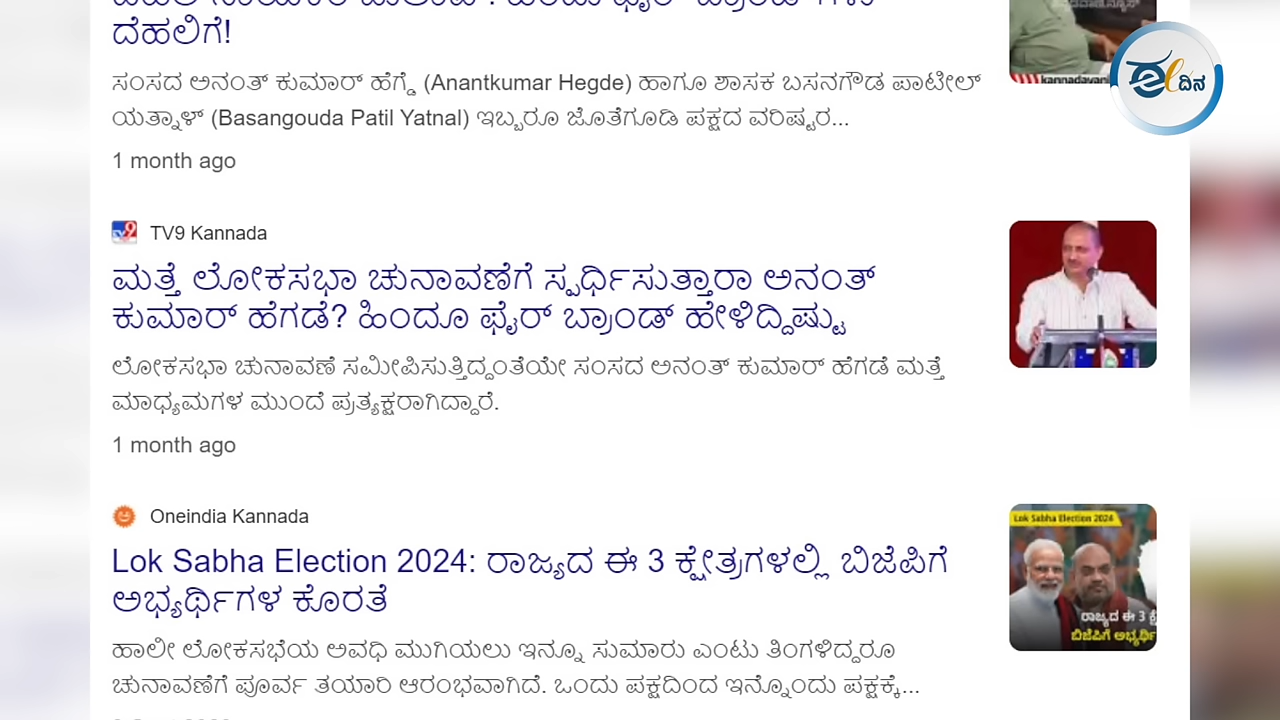 ದೆಹಲಿಗೆ!
ಸಂಸದ ಅನಂತ್ ಕುಮಾರ್ ಹೆಗ್ಡೆ (Anantkumar Hegde) ಹಾಗೂ ಶಾಸಕ ಬಸನಗೌಡ ಪಾಟೀಲ್
ಯತ್ನಾಳ್ (Basangouda Patil Yatnal) ಇಬ್ಬರೂ ಜೊತೆಗೂಡಿ ಪಕ್ಷದ ವರಿಷ್ಟರ...
1 month ago
ದಿನ
TV9 Kannada
ಮತ್ತೆ ಲೋಕಸಭಾ ಚುನಾವಣೆಗೆ ಸ್ಪರ್ಧಿಸುತ್ತಾರಾ ಅನಂತ್
ಕುಮಾರ್ ಹೆಗಡೆ? ಹಿಂದೂ ಫೈರ್ ಬ್ರಾಂಡ್ ಹೇಳಿದ್ದಿಷ್ಟು
ಲೋಕಸಭಾ ಚುನಾವಣೆ ಸಮೀಪಿಸುತ್ತಿದ್ದಂತೆಯೇ ಸಂಸದ ಅನಂತ್ ಕುಮಾರ್ ಹೆಗಡೆ ಮತ್ತೆ
ಮಾಧ್ಯಮಗಳ ಮುಂದೆ ಪ್ರತ್ಯಕ್ಷರಾಗಿದ್ದಾರೆ.
1 month ago
Oneindia Kannada
Lok Sabha Election 2024: ರಾಜ್ಯದ ಈ 3 ಕ್ಷೇತ್ರಗಳಲ್ಲಿ ಬಿಜೆಪಿಗೆ
ಅಭ್ಯರ್ಥಿಗಳ ಕೊರತೆ
ಹಾಲೀ ಲೋಕಸಭೆಯ ಅವಧಿ ಮುಗಿಯಲು ಇನ್ನೂ ಸುಮಾರು ಎಂಟು ತಿಂಗಳಿದ್ದರೂ
ಚುನಾವಣೆಗೆ ಪೂರ್ವ ತಯಾರಿ ಆರಂಭವಾಗಿದೆ. ಒಂದು ಪಕ್ಷದಿಂದ ಇನ್ನೊಂದು ಪಕ್ಷಕ್ಕೆ...
Lok Sabha Election 2024
ರಾಜ್ಯದ ಈ 3
ಬಿಜೆಪಿಗೆ